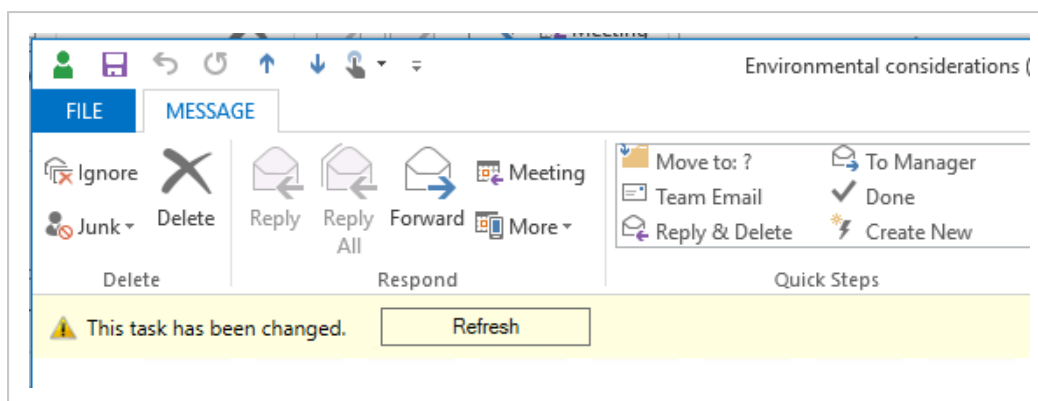 Environmental considerations (
FILE MESSAGE
Ignore
Junk
Delete
Reply
Reply All
Forward
Meeting
More
Move to: ?
Team Email
Reply & Delete
To Manager
Done
Create New
Delete
Respond
Quick Steps
This task has been changed. Refresh